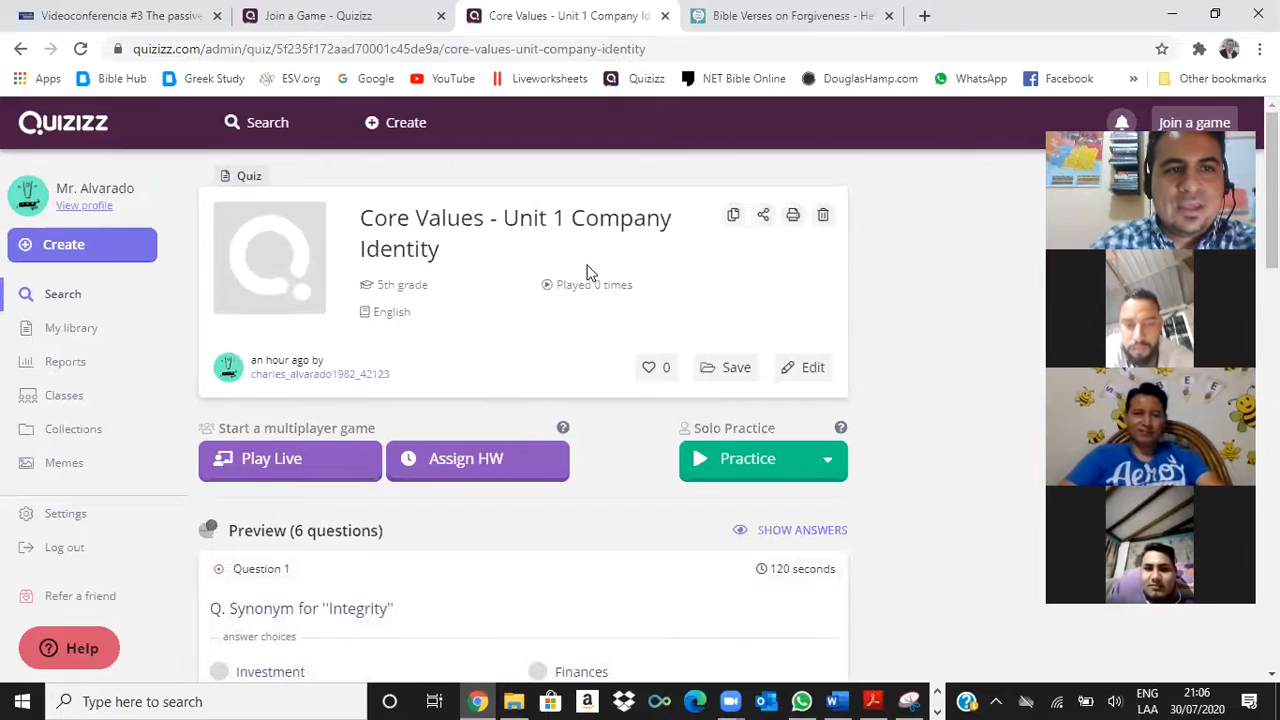 Videoconferencia #3 The passive
Join a Game - Quizizz
Core Values - Unit 1 Company Id
Bible Verses on Forgiveness - He
quizizz.com/admin/quiz/5f235f172aad70001c45de9a/core-values-unit-company-identity
Apps
Bible Hub
Greek Study
ESV.org
Google
YouTube
Liveworksheets
Quizizz
NET Bible Online
DouglasHamp.com
WhatsApp
Facebook
»
Other bookmarks
Quizizz
Search
Create
Join a game
Quiz
Mr. Alvarado
View profile
Create
Search
My library
Reports
Classes
Collections
Memes
Settings
Log out
Refer a friend
Help
Core Values - Unit 1 Company
Identity
5th grade
Played 0 times
English
an hour ago by
charles_alvarado1982_42123
0
Save
Edit
Start a multiplayer game
Solo Practice
Play Live
Assign HW
Practice
Preview (6 questions)
SHOW ANSWERS
Question 1
120 seconds
Q. Synonym for "Integrity"
answer choices
Investment
Finances
SPELL BEE
AERO
Type here to search
ENG
LAA
21:06
30/07/2020